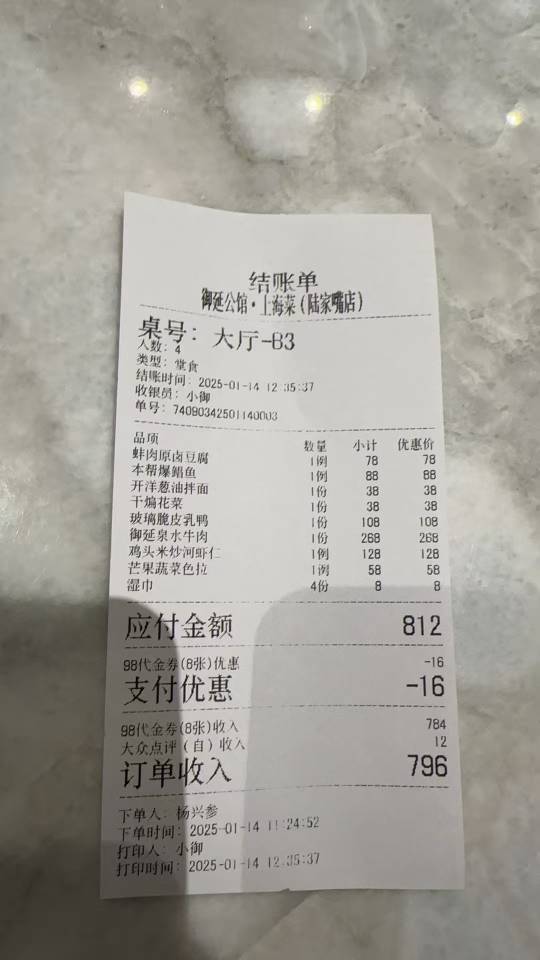 结账单
御延公馆·上海菜(陆家嘴店)
桌号: 大厅-B3
人数: 4
类型: 堂食
结账时间: 2025-01-14 12:35:37
收银员: 小御
单号: 74090342501140003
品项 数量 小计 优惠价
蚌肉原卤豆腐 1例 78 78
本帮爆鲳鱼 1例 88 88
开洋葱油拌面 1份 38 38
干煸花菜 1份 38 38
玻璃脆皮乳鸭 1份 108 108
御延泉水牛肉 1份 268 268
鸡头米炒河虾仁 1例 128 128
芒果蔬菜色拉 1例 58 58
湿巾 4份 8 8
应付金额 812
98代金券(8张)优惠 -16
支付优惠 -16
98代金券(8张)收入 784
大众点评(自)收入 12
订单收入 796
下单人: 杨兴参
下单时间: 2025-01-14 11:24:52
打印人: 小御
打印时间: 2025-01-14 12:35:37